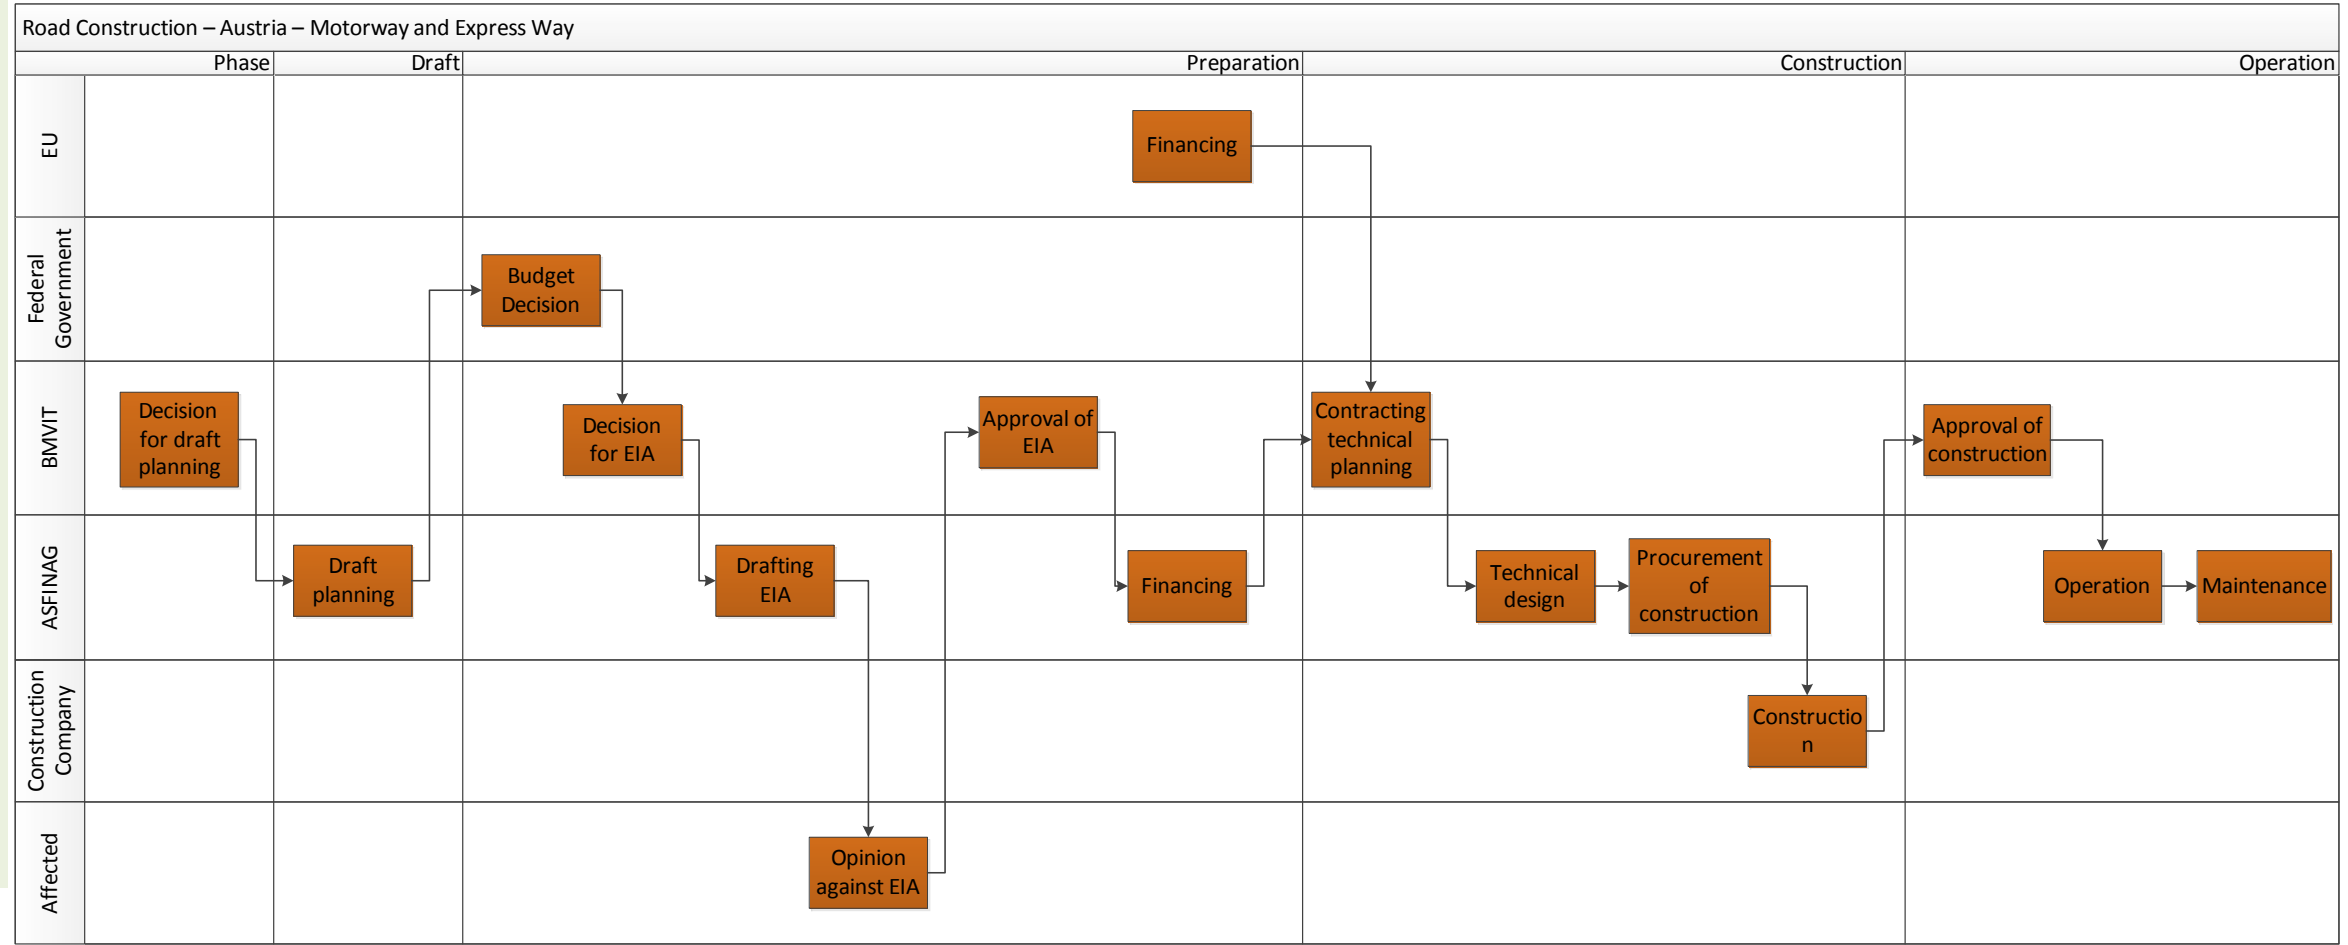 Road Construction – Austria – Motorway and Express Way
Phase
Draft
Preparation
Construction
Operation
EU
Financing
Federal
Government
Budget
Decision
BMVIT
Decision
for draft
planning
Decision
for EIA
Approval of
EIA
Contracting
technical
planning
Approval of
construction
ASFINAG
Draft
planning
Drafting
EIA
Financing
Technical
design
Procurement
of
construction
Operation
Maintenance
Construction
Company
Constructio
n
Affected
Opinion
against EIA